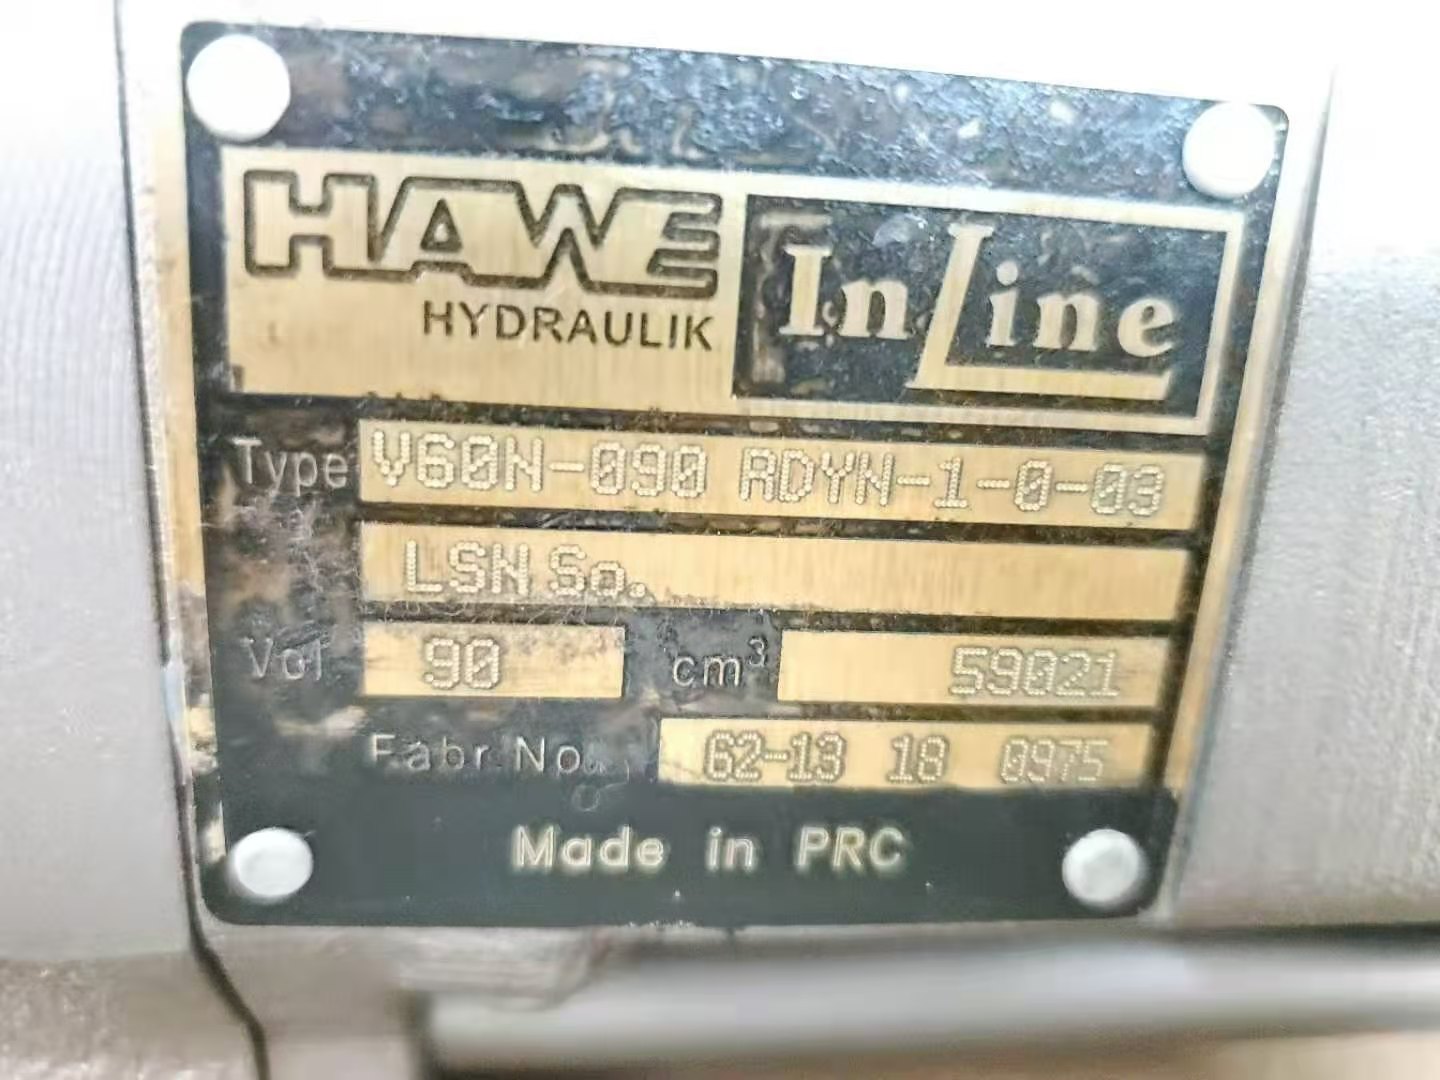 HAWE
HYDRAULIK
InLine
Type V60N-090 RDYN-1-0-03
LSN So.
Vol 90 cm³ 59021
Fabr.No. 62-13 18 0975
Made in PRC